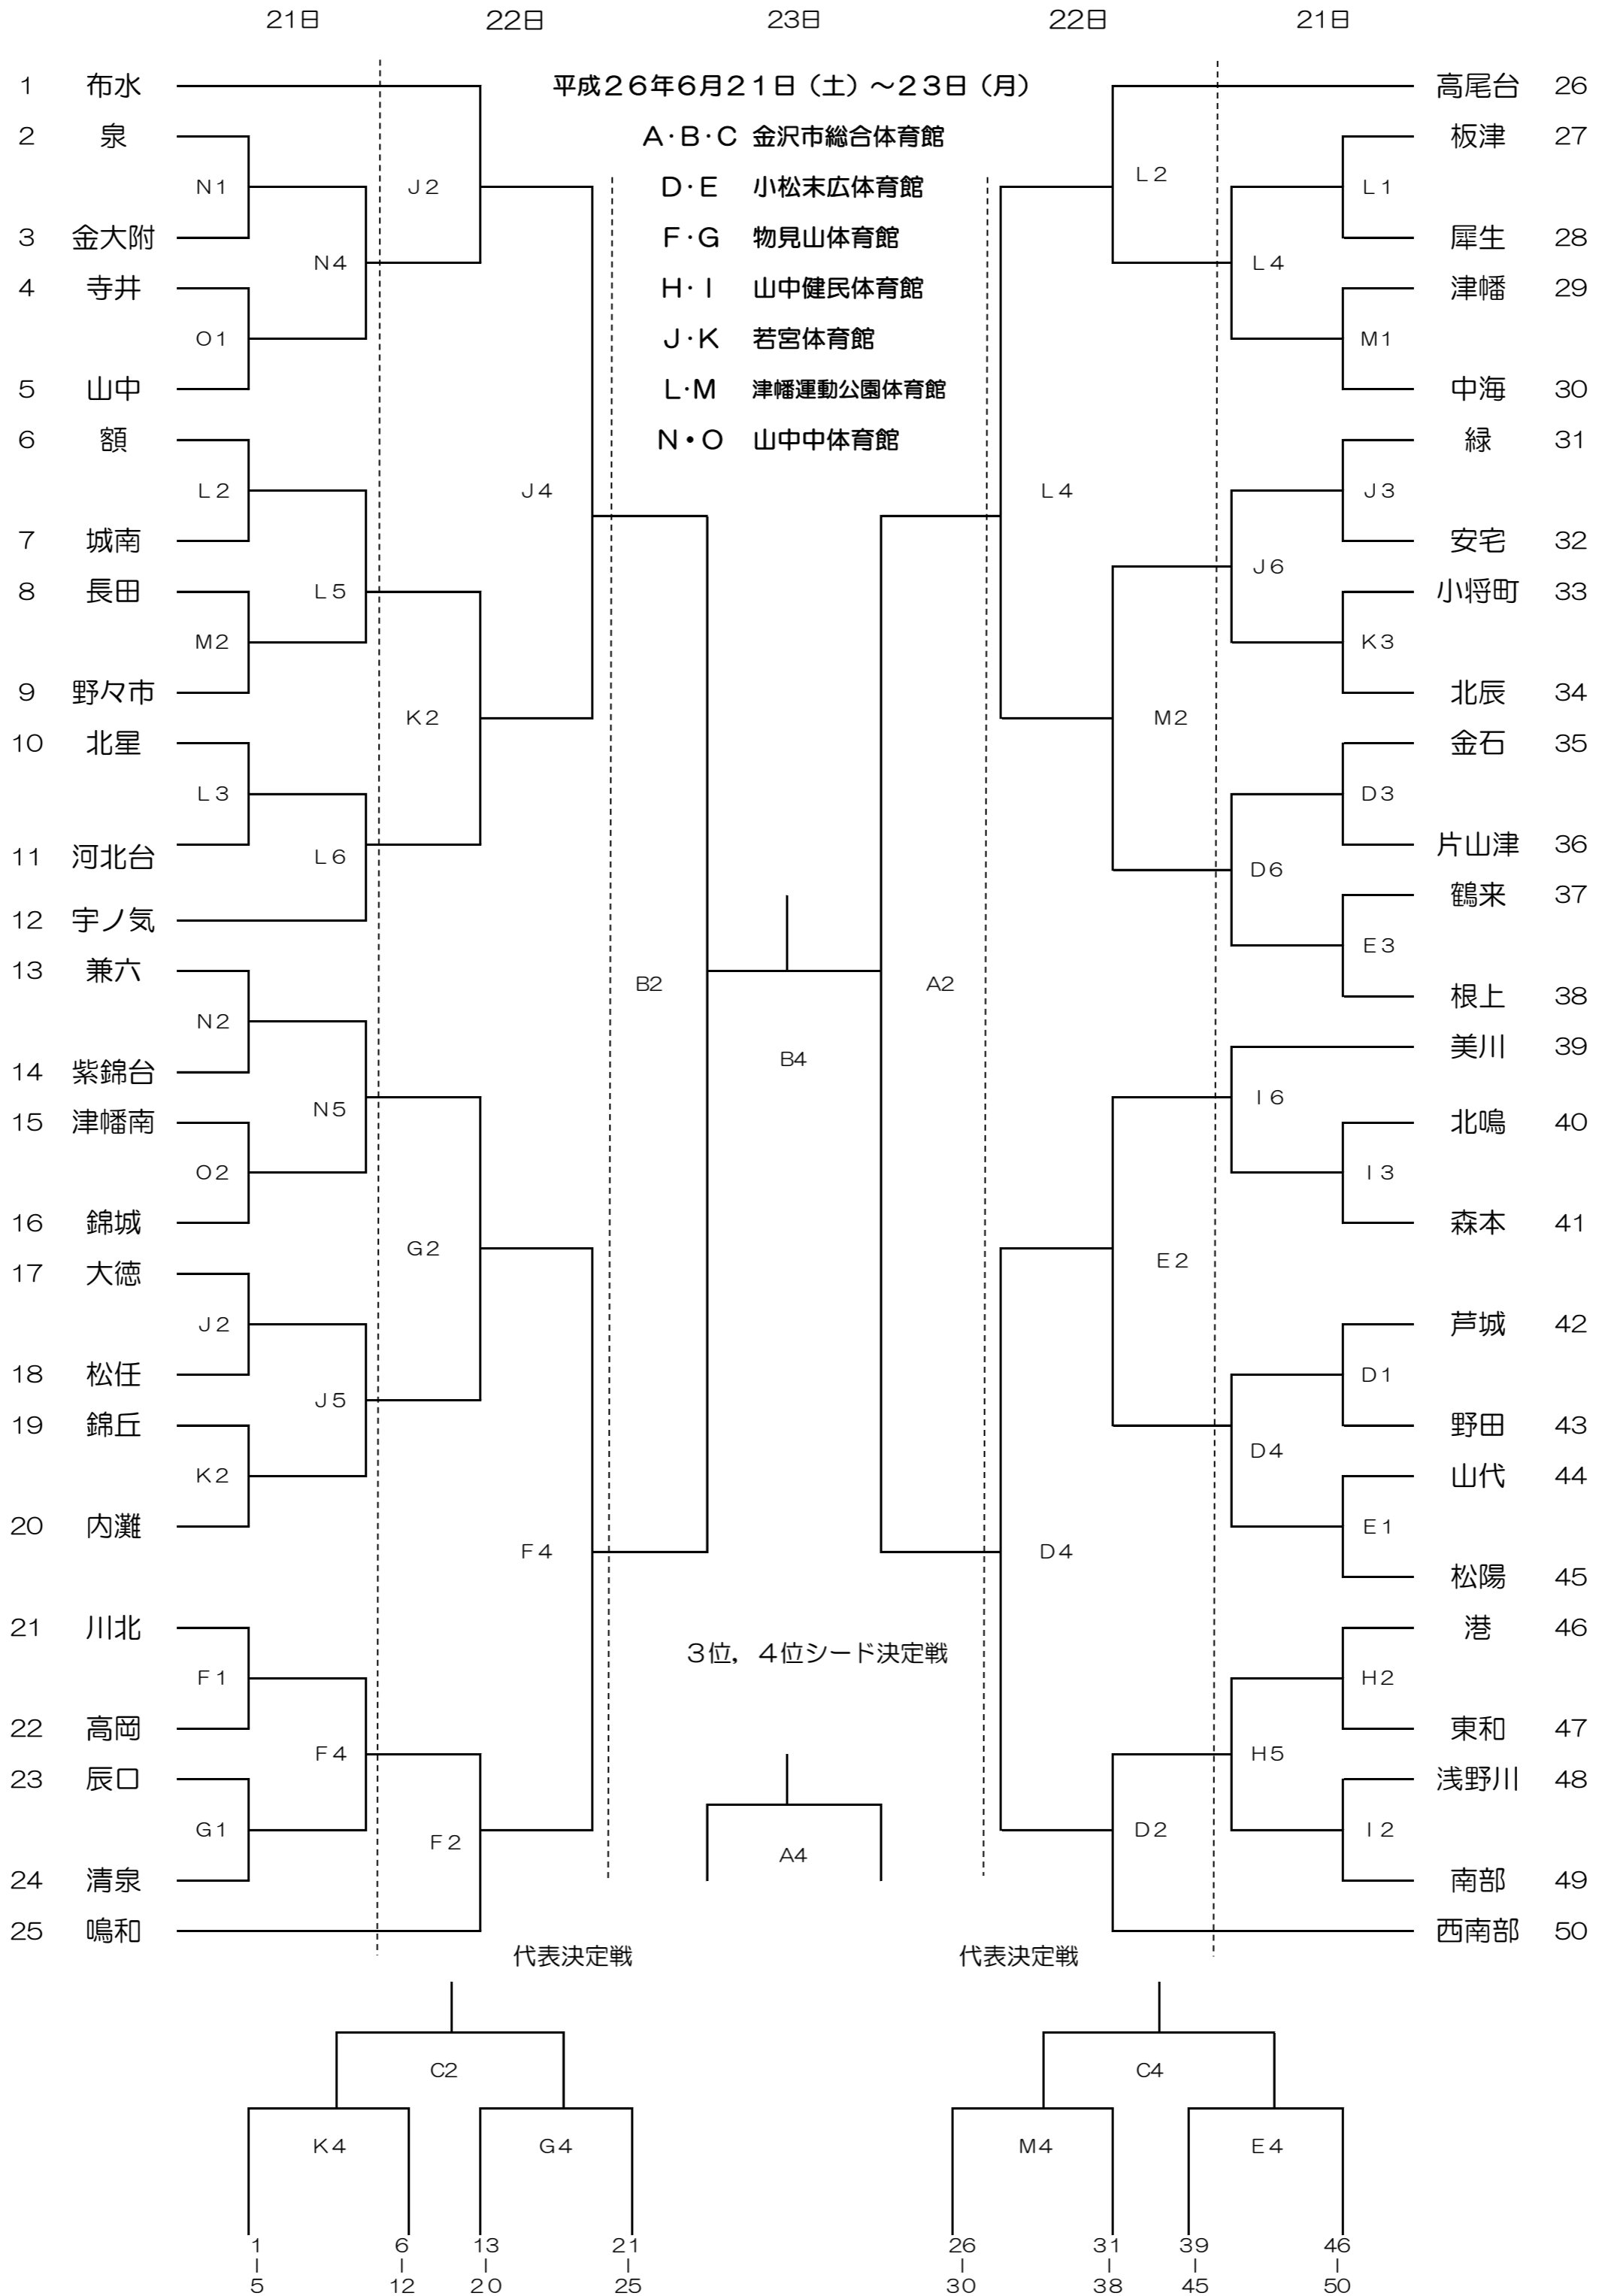 21日 22日 23日 22日 21日
平成26年6月21日(土)~23日(月)
A・B・C 金沢市総合体育館
D・E 小松末広体育館
F・G 物見山体育館
H・I 山中健民体育館
J・K 若宮体育館
L・M 津幡運動公園体育館
N・O 山中中体育館
1 布水
2 泉
N1
3 金大附
N4
4 寺井
O1
5 山中
J2
6 額
L2
7 城南
L5
8 長田
M2
9 野々市
K2
10 北星
L3
11 河北台
L6
12 宇ノ気
J4
13 兼六
N2
14 紫錦台
N5
15 津幡南
O2
16 錦城
G2
17 大徳
J2
18 松任
J5
19 錦丘
K2
20 内灘
F4
21 川北
F1
22 高岡
F4
23 辰口
G1
24 清泉
F2
25 鳴和
B2
B4
A2
高尾台 26
L2
板津 27
L1
犀生 28
L4
津幡 29
M1
中海 30
L4
緑 31
J3
安宅 32
J6
小将町 33
K3
北辰 34
M2
金石 35
D3
片山津 36
D6
鶴来 37
E3
根上 38
美川 39
I6
北鳴 40
I3
森本 41
E2
芦城 42
D1
野田 43
D4
山代 44
E1
松陽 45
D4
港 46
H2
東和 47
H5
浅野川 48
I2
南部 49
D2
西南部 50
3位,4位シード決定戦
A4
代表決定戦 代表決定戦
C2 C4
K4 G4 M4 E4
1 6 13 21 26 31 39 46
| | | | | | | |
5 12 20 25 30 38 45 50